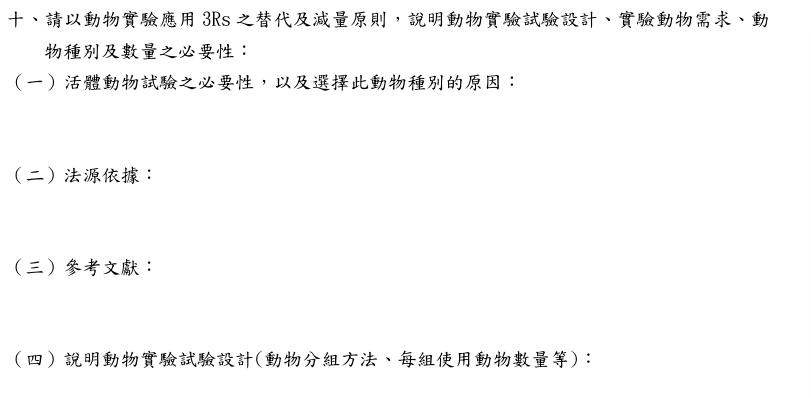 十、請以動物實驗應用 3Rs 之替代及減量原則，說明動物實驗試驗設計、實驗動物需求、動
物種別及數量之必要性：
（一）活體動物試驗之必要性，以及選擇此動物種別的原因：
（二）法源依據：
（三）參考文獻：
（四）說明動物實驗試驗設計(動物分組方法、每組使用動物數量等)：